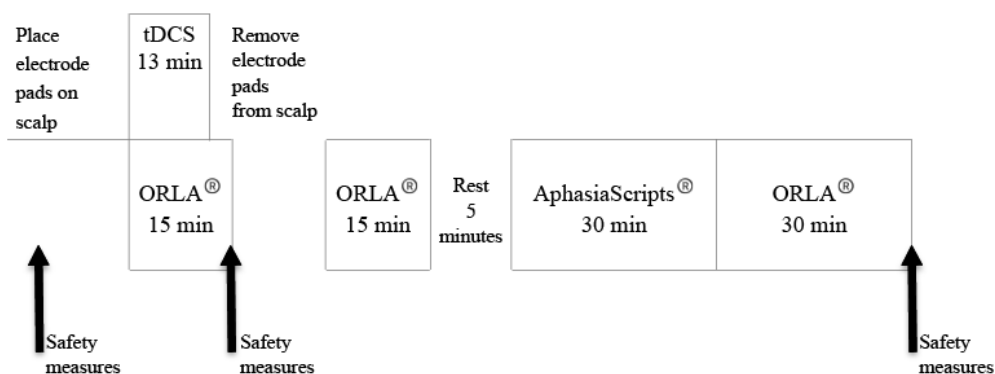 Place
electrode
pads on
scalp
tDCS
13 min
Remove
electrode
pads
from scalp
ORLA®
15 min
ORLA®
15 min
Rest
5
minutes
AphasiaScripts®
30 min
ORLA®
30 min
Safety
measures
Safety
measures
Safety
measures